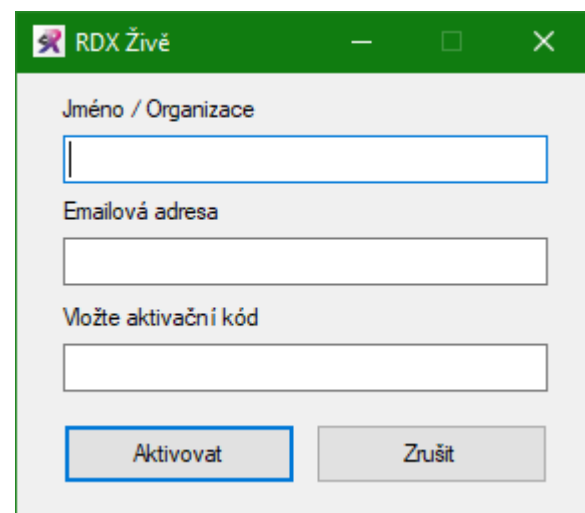 RDX Živě
Jméno / Organizace
Emailová adresa
Vložte aktivační kód
Aktivovat Zrušit